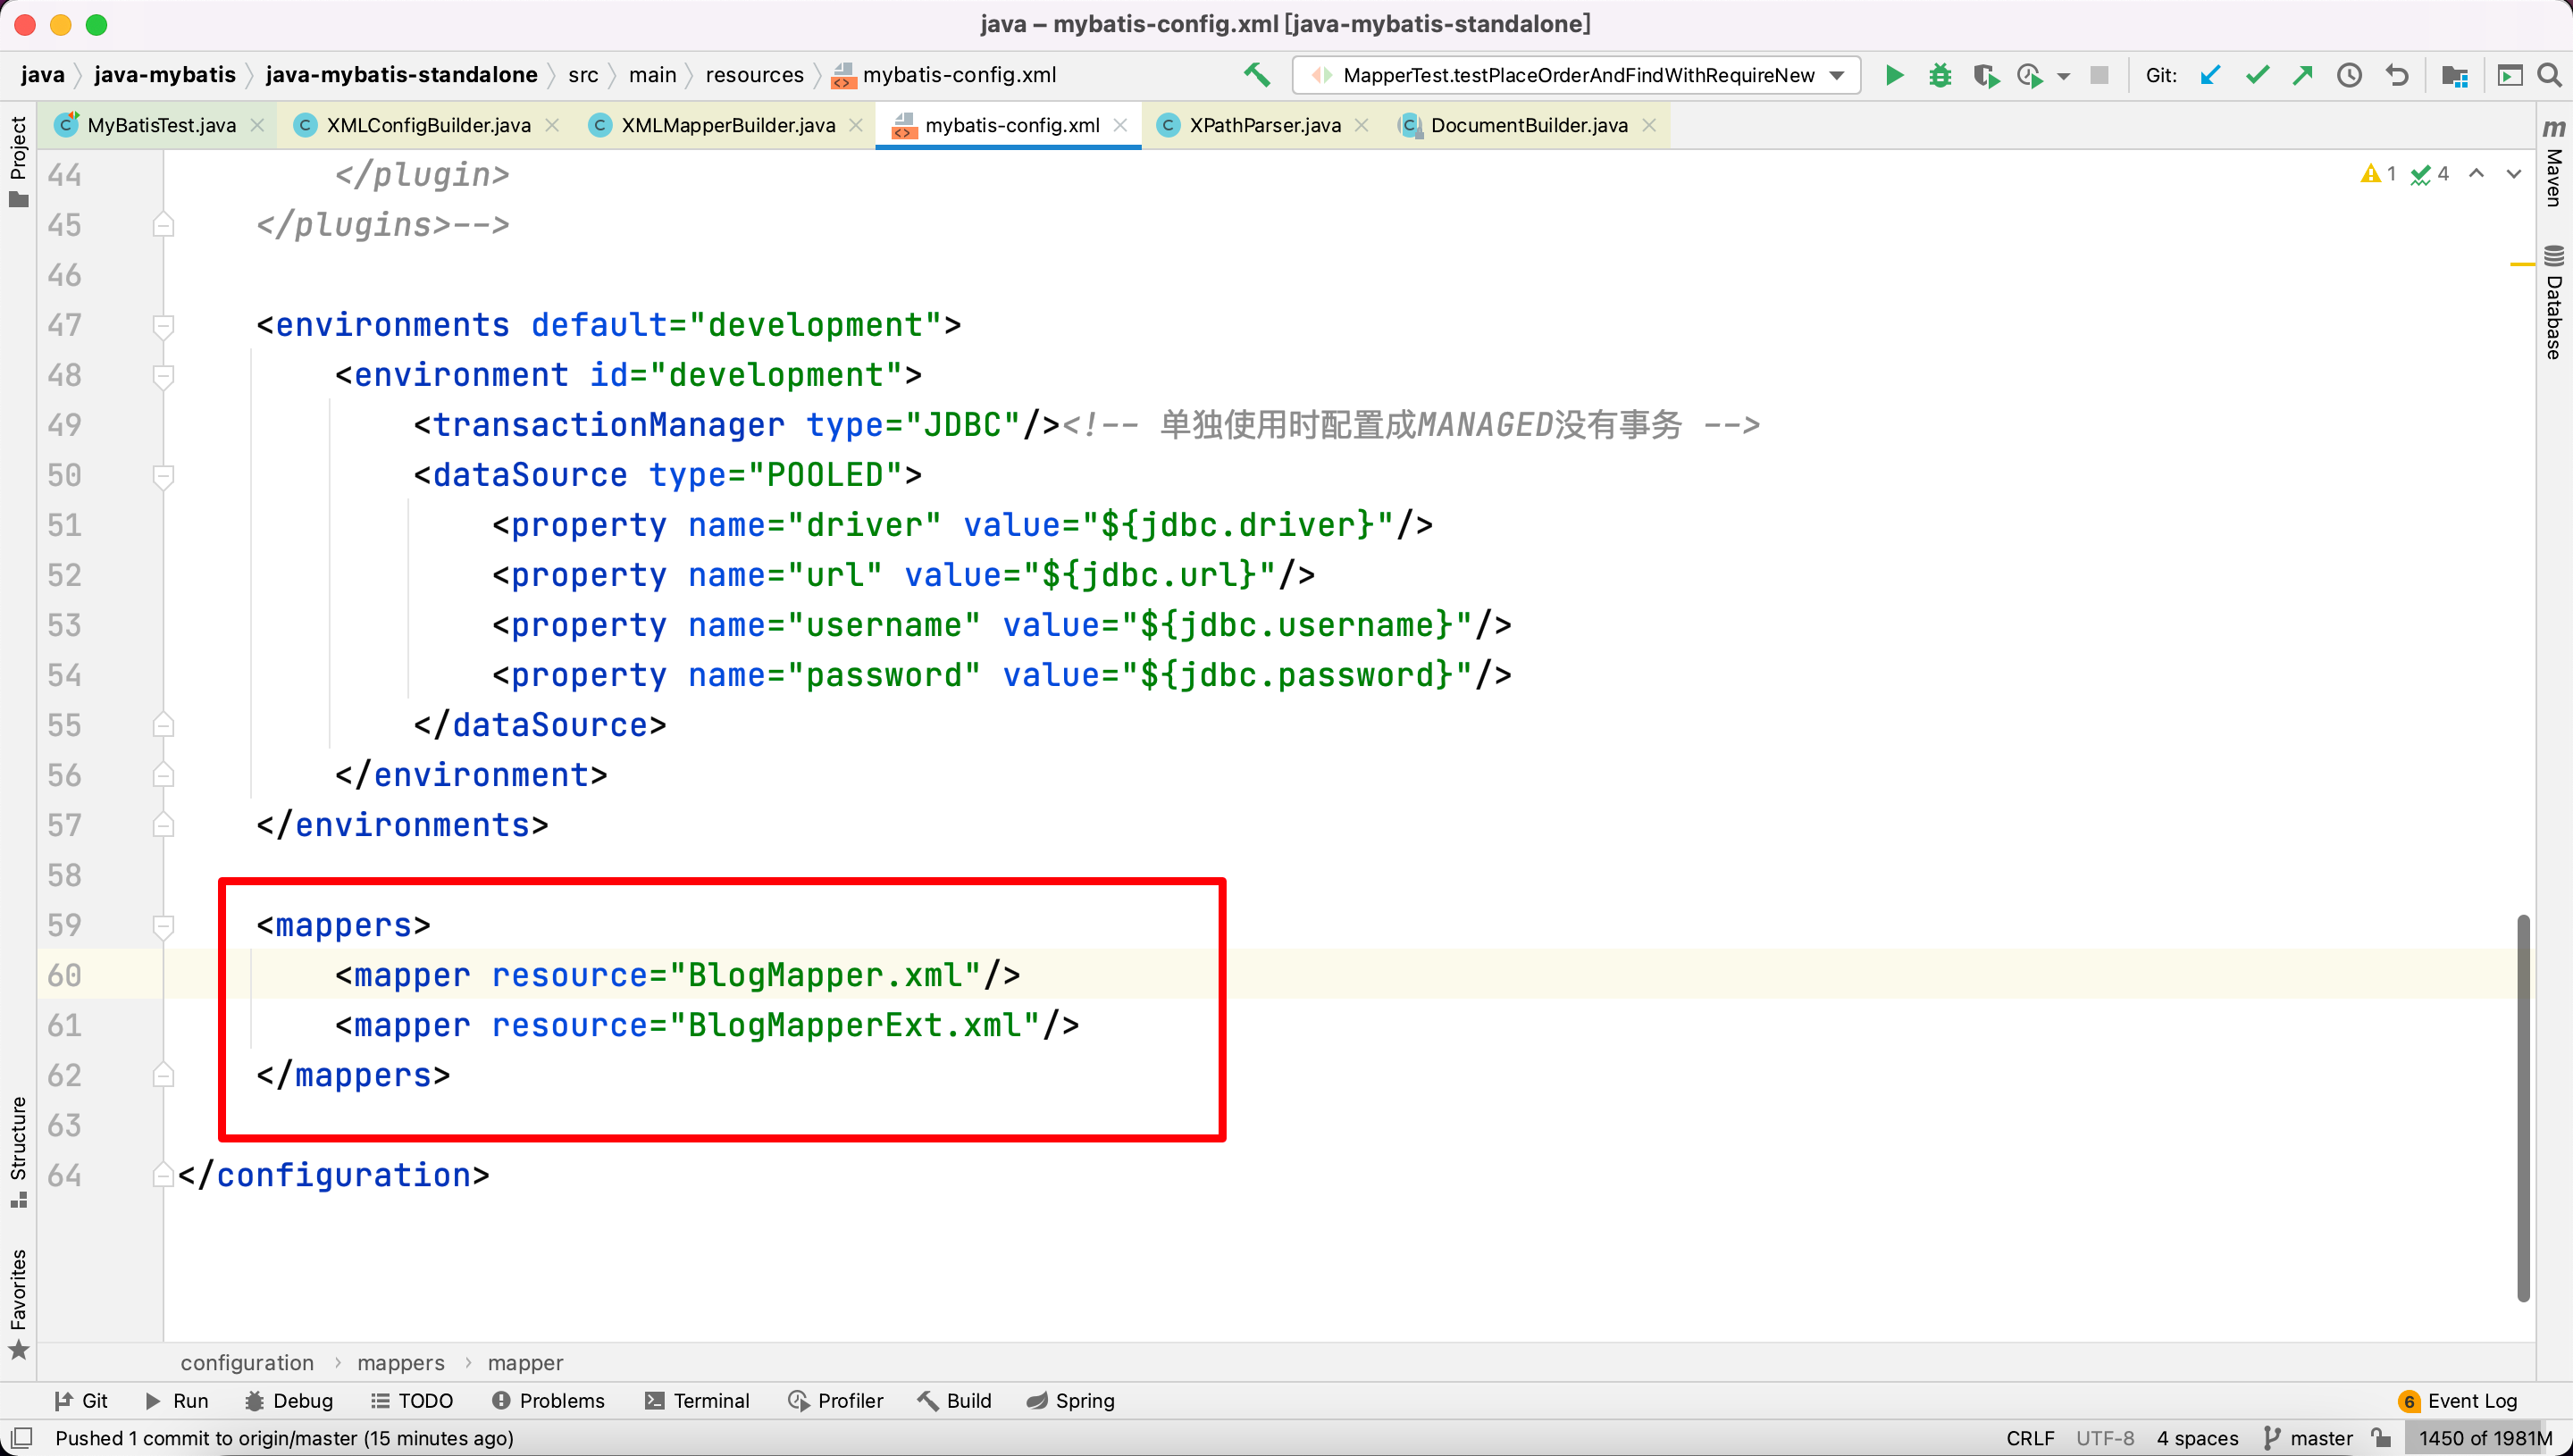 java – mybatis-config.xml [java-mybatis-standalone]
java java-mybatis java-mybatis-standalone src main resources mybatis-config.xml MapperTest.testPlaceOrderAndFindWithRequireNew Git:
MyBatisTest.java XMLConfigBuilder.java XMLMapperBuilder.java mybatis-config.xml XPathParser.java DocumentBuilder.java
Project
Structure
Favorites
m Maven
Database
1 4
44 </plugin>
45 </plugins>-->
46
47 <environments default="development">
48 <environment id="development">
49 <transactionManager type="JDBC"/><!-- 单独使用时配置成MANAGED没有事务 -->
50 <dataSource type="POOLED">
51 <property name="driver" value="${jdbc.driver}"/>
52 <property name="url" value="${jdbc.url}"/>
53 <property name="username" value="${jdbc.username}"/>
54 <property name="password" value="${jdbc.password}"/>
55 </dataSource>
56 </environment>
57 </environments>
58
59 <mappers>
60 <mapper resource="BlogMapper.xml"/>
61 <mapper resource="BlogMapperExt.xml"/>
62 </mappers>
63
64 </configuration>
configuration › mappers › mapper
Git Run Debug TODO Problems Terminal Profiler Build Spring 6 Event Log
Pushed 1 commit to origin/master (15 minutes ago) CRLF UTF-8 4 spaces master 1450 of 1981M